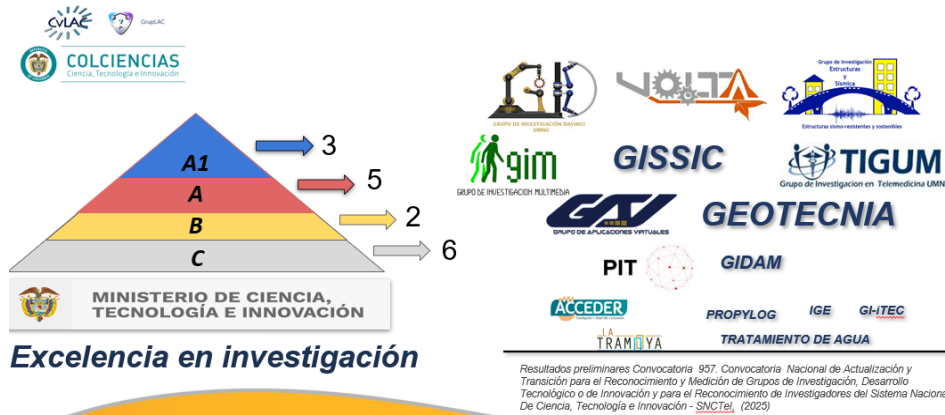 CVLAC
GrupLAC
COLCIENCIAS
Ciencia, Tecnología e Innovación
A1
3
A
5
B
2
C
6
MINISTERIO DE CIENCIA,
TECNOLOGÍA E INNOVACIÓN
Excelencia en investigación
GID
GRUPO DE INVESTIGACIÓN DAVINCI
UMNG
VOLTA
Grupo de Investigación
Estructuras
y
Sísmica
Estructuras sismo-resistentes y sostenibles
gim
GRUPO DE INVESTIGACION MULTIMEDIA
GISSIC
TIGUM
Grupo de Investigacion en Telemedicina UMN
GAV
GRUPO DE APLICACIONES VIRTUALES
GEOTECNIA
PIT
GIDAM
ACCEDER
PROPYLOG
IGE
GI-iTEC
LA
TRAMOYA
TRATAMIENTO DE AGUA
Resultados preliminares Convocatoria 957. Convocatoria Nacional de Actualización y
Transición para el Reconocimiento y Medición de Grupos de Investigación, Desarrollo
Tecnológico o de Innovación y para el Reconocimiento de Investigadores del Sistema Naciona
De Ciencia, Tecnología e Innovación - SNCTeI, (2025)